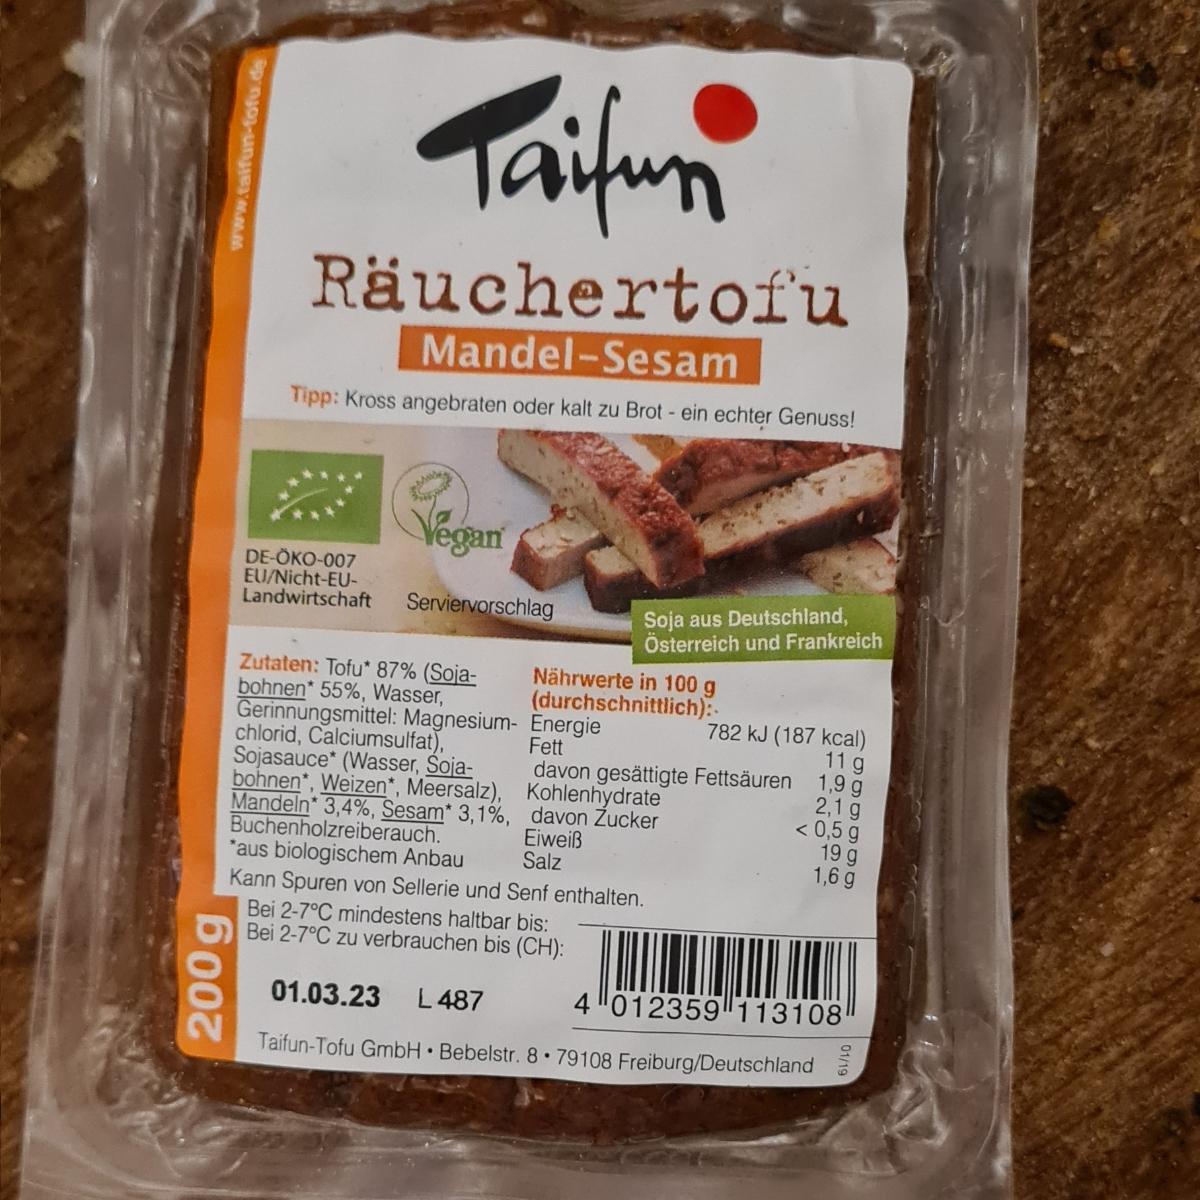 www.taifun-tofu.de
Taifun
Räuchertofu
Mandel-Sesam
Tipp: Kross angebraten oder kalt zu Brot - ein echter Genuss!
DE-ÖKO-007
EU/Nicht-EU-
Landwirtschaft
Vegan
Serviervorschlag
Soja aus Deutschland,
Österreich und Frankreich
Zutaten: Tofu* 87% (Soja-
bohnen* 55%, Wasser,
Gerinnungsmittel: Magnesium-
chlorid, Calciumsulfat),
Sojasauce* (Wasser, Soja-
bohnen*, Weizen*, Meersalz),
Mandeln* 3,4%, Sesam* 3,1%,
Buchenholzreiberauch.
*aus biologischem Anbau
Kann Spuren von Sellerie und Senf enthalten.
Nährwerte in 100 g
(durchschnittlich):
Energie 782 kJ (187 kcal)
Fett 11 g
davon gesättigte Fettsäuren 1,9 g
Kohlenhydrate 2,1 g
davon Zucker < 0,5 g
Eiweiß 19 g
Salz 1,6 g
200g
Bei 2-7°C mindestens haltbar bis:
Bei 2-7°C zu verbrauchen bis (CH):
01.03.23 L 487
4 012359 113108
Taifun-Tofu GmbH • Bebelstr. 8 • 79108 Freiburg/Deutschland
01/19